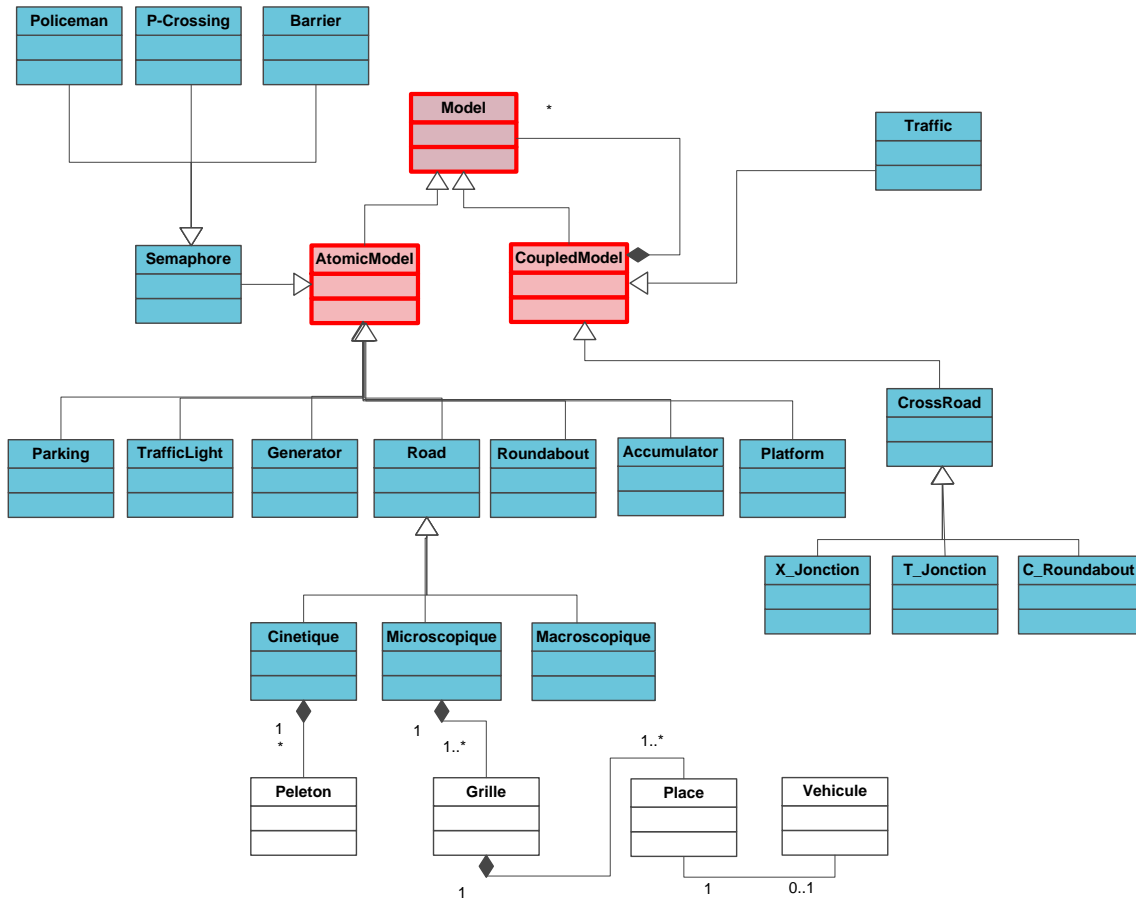 Policeman
P-Crossing
Barrier
Model
*
Traffic
Semaphore
AtomicModel
CoupledModel
CrossRoad
Parking
TrafficLight
Generator
Road
Roundabout
Accumulator
Platform
X_Jonction
T_Jonction
C_Roundabout
Cinetique
Microscopique
Macroscopique
1
*
1
1..*
1..*
Peleton
Grille
Place
Vehicule
1
1
0..1